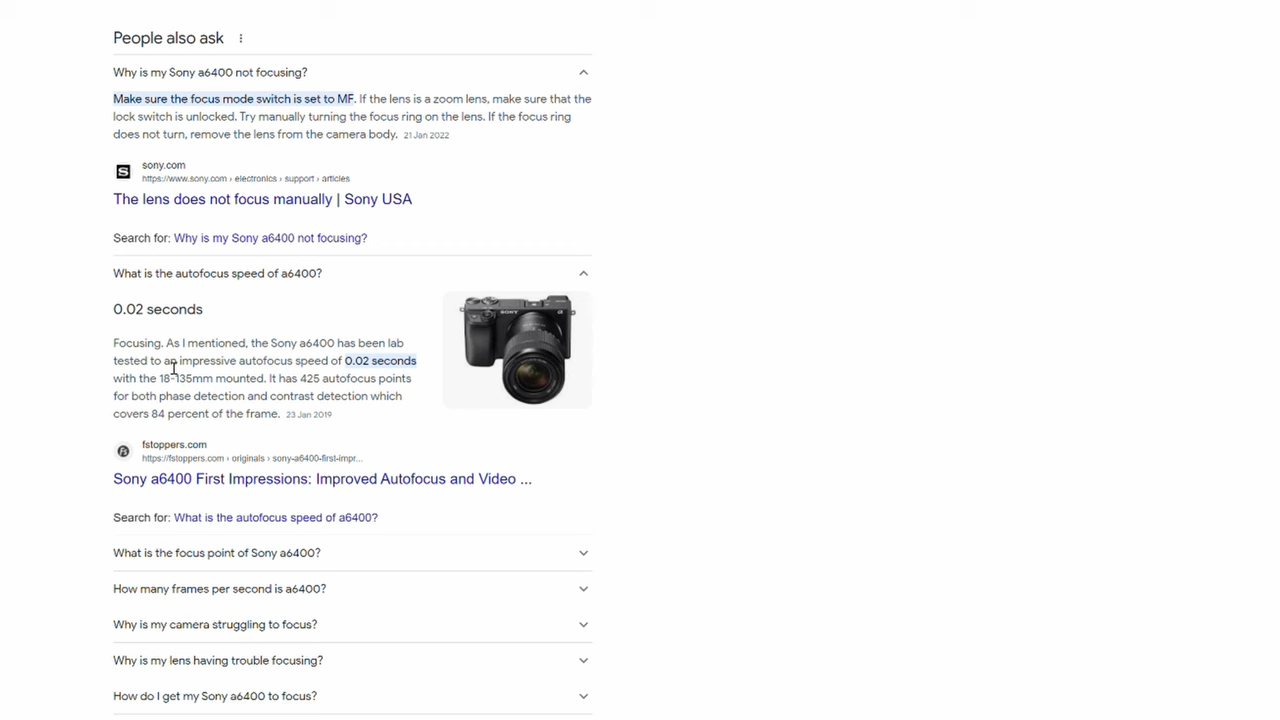 People also ask
Why is my Sony a6400 not focusing?
Make sure the focus mode switch is set to MF. If the lens is a zoom lens, make sure that the
lock switch is unlocked. Try manually turning the focus ring on the lens. If the focus ring
does not turn, remove the lens from the camera body. 21 Jan 2022
sony.com
https://www.sony.com › electronics › support › articles
The lens does not focus manually | Sony USA
Search for: Why is my Sony a6400 not focusing?
What is the autofocus speed of a6400?
0.02 seconds
Focusing. As I mentioned, the Sony a6400 has been lab
tested to an impressive autofocus speed of 0.02 seconds
with the 18-135mm mounted. It has 425 autofocus points
for both phase detection and contrast detection which
covers 84 percent of the frame. 23 Jan 2019
SONY
fstoppers.com
https://fstoppers.com › originals › sony-a6400-first-impr...
Sony a6400 First Impressions: Improved Autofocus and Video ...
Search for: What is the autofocus speed of a6400?
What is the focus point of Sony a6400?
How many frames per second is a6400?
Why is my camera struggling to focus?
Why is my lens having trouble focusing?
How do I get my Sony a6400 to focus?